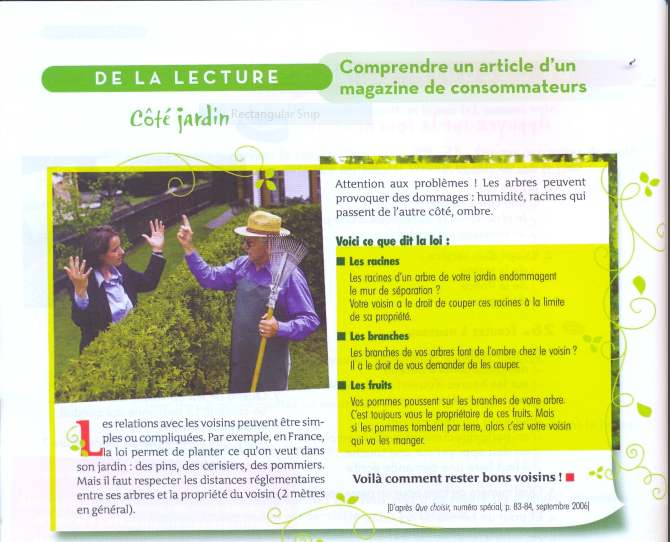 DE LA LECTURE
Comprendre un article d'un
magazine de consommateurs
Côté jardin
Rectangular Snip
Attention aux problèmes ! Les arbres peuvent
provoquer des dommages : humidité, racines qui
passent de l'autre côté, ombre.
Voici ce que dit la loi :
■ Les racines
Les racines d'un arbre de votre jardin endommagent
le mur de séparation ?
Votre voisin a le droit de couper ces racines à la limite
de sa propriété.
■ Les branches
Les branches de vos arbres font de l'ombre chez le voisin ?
Il a le droit de vous demander de les couper.
■ Les fruits
Vos pommes poussent sur les branches de votre arbre.
C'est toujours vous le propriétaire de ces fruits. Mais
si les pommes tombent par terre, alors c'est votre voisin
qui va les manger.
Voilà comment rester bons voisins ! ■
[D'après Que choisir, numéro spécial, p. 83-84, septembre 2006]
Les relations avec les voisins peuvent être sim-
ples ou compliquées. Par exemple, en France,
la loi permet de planter ce qu'on veut dans
son jardin : des pins, des cerisiers, des pommiers.
Mais il faut respecter les distances réglementaires
entre ses arbres et la propriété du voisin (2 mètres
en général).